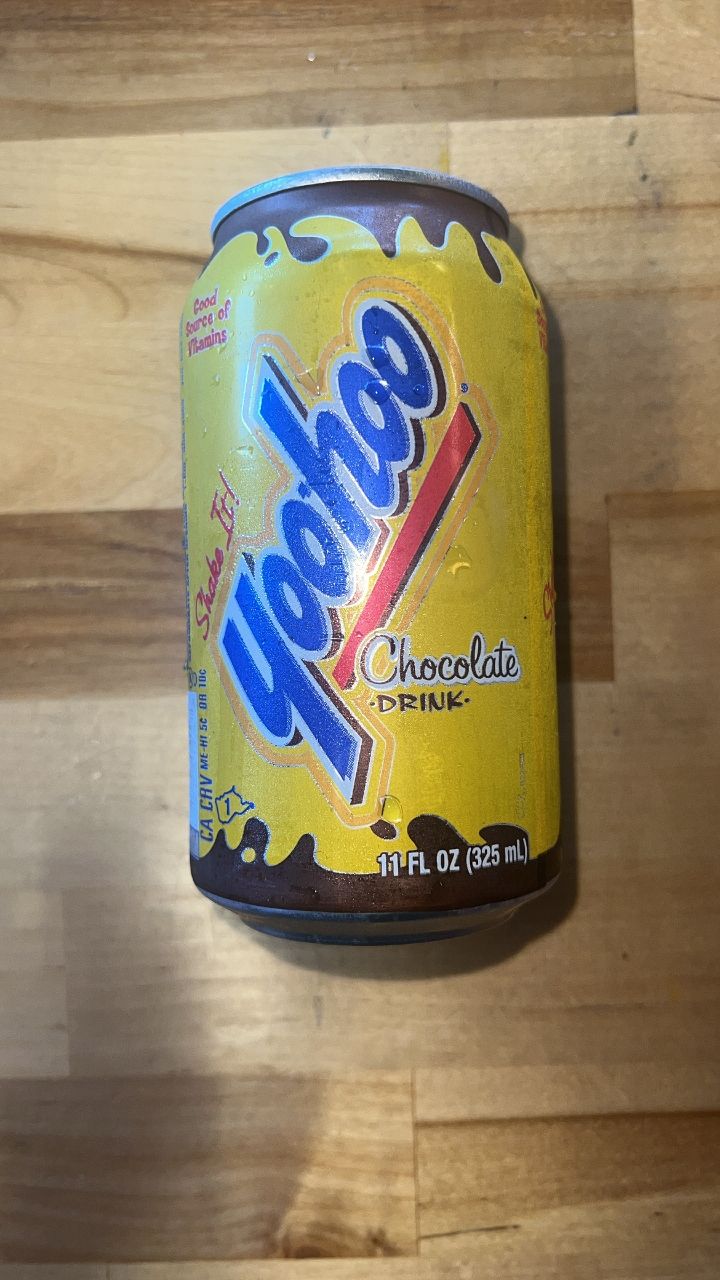 Good
Source of
Vitamins
Yoo-hoo®
Shake It!
Chocolate
·DRINK·
CA CRV ME-HI 5¢ OR 10¢
11 FL OZ (325 mL)